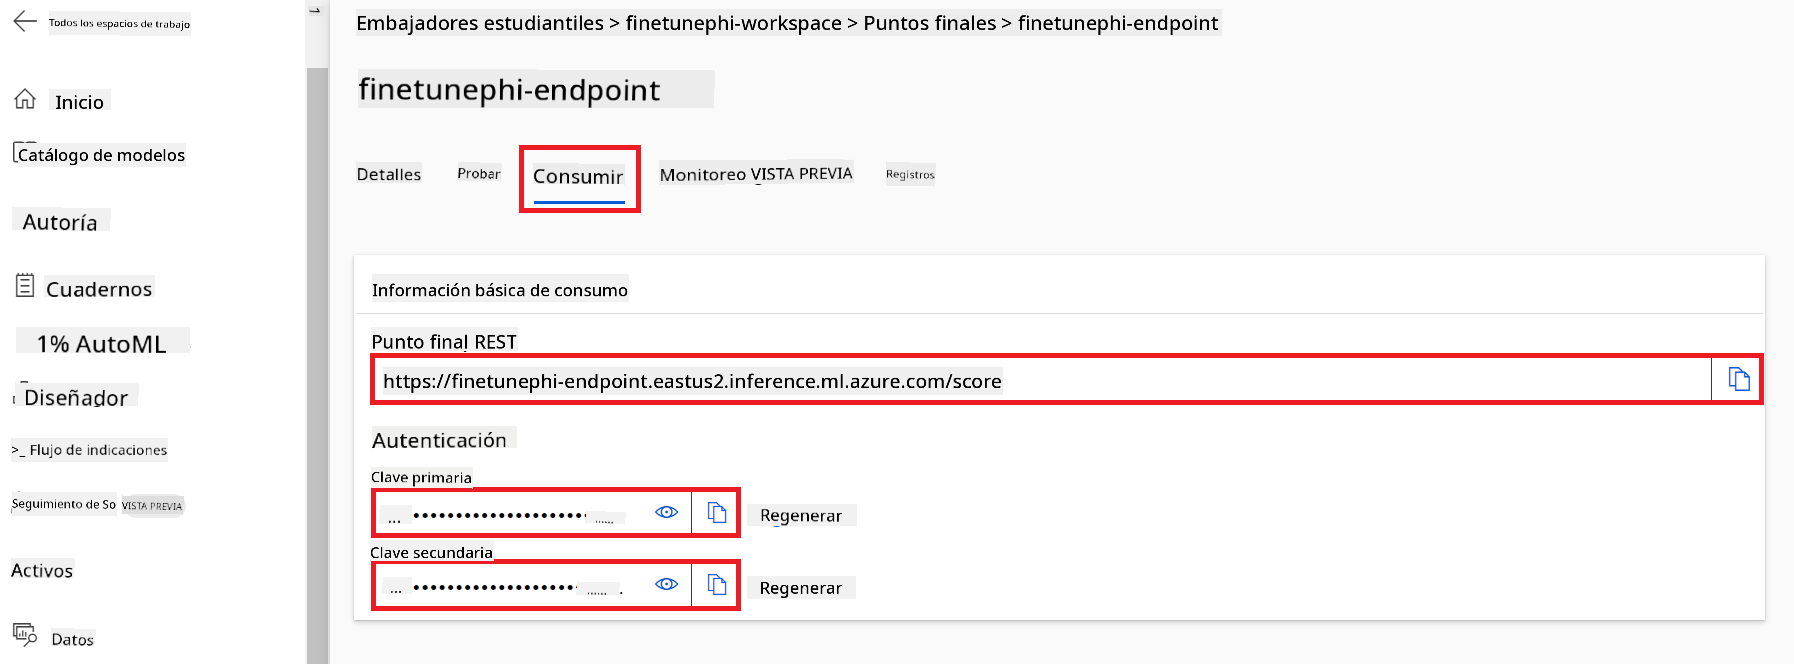 Todos los espacios de trabajo
Inicio
Catálogo de modelos
Autoría
Cuadernos
1% AutoML
Diseñador
>_ Flujo de indicaciones
Seguimiento de So VISTA PREVIA
Activos
Datos
Embajadores estudiantiles > finetunephi-workspace > Puntos finales > finetunephi-endpoint
finetunephi-endpoint
Detalles Probar Consumir Monitoreo VISTA PREVIA Registros
Información básica de consumo
Punto final REST
https://finetunephi-endpoint.eastus2.inference.ml.azure.com/score
Autenticación
Clave primaria
Regenerar
Clave secundaria
Regenerar